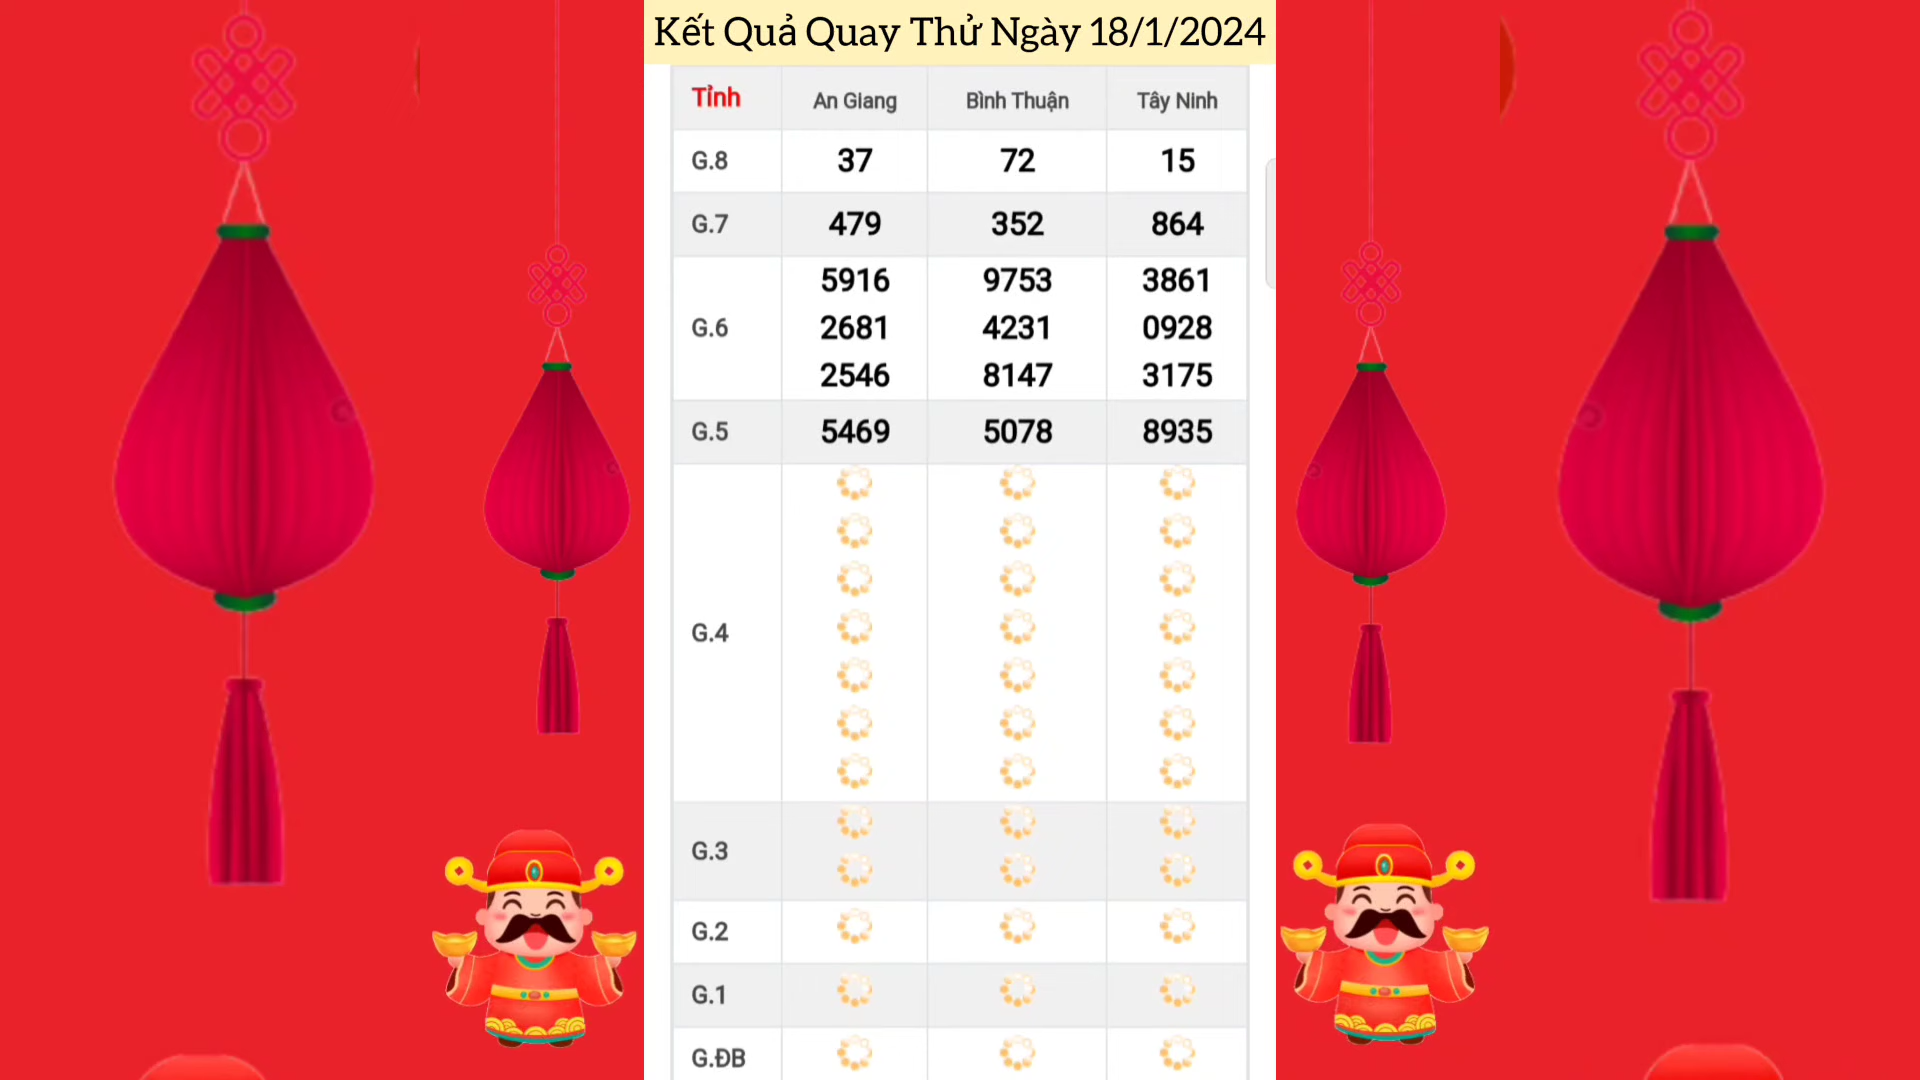 Kết Quả Quay Thử Ngày 18/1/2024
Tỉnh An Giang Bình Thuận Tây Ninh
G.8 37 72 15
G.7 479 352 864
5916 9753 3861
G.6 2681 4231 0928
2546 8147 3175
G.5 5469 5078 8935
G.4
G.3
G.2
G.1
G.ĐB